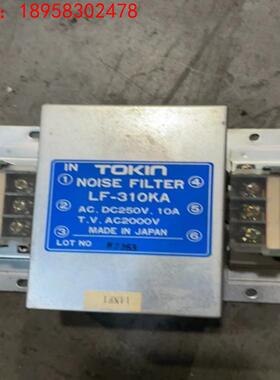 18958302478
IN TOKIN
① NOISE FILTER ④
LF-310KA
② AC, DC250V, 10A ⑤
T.V. AC2000V
③ MADE IN JAPAN ⑥
LOT NO